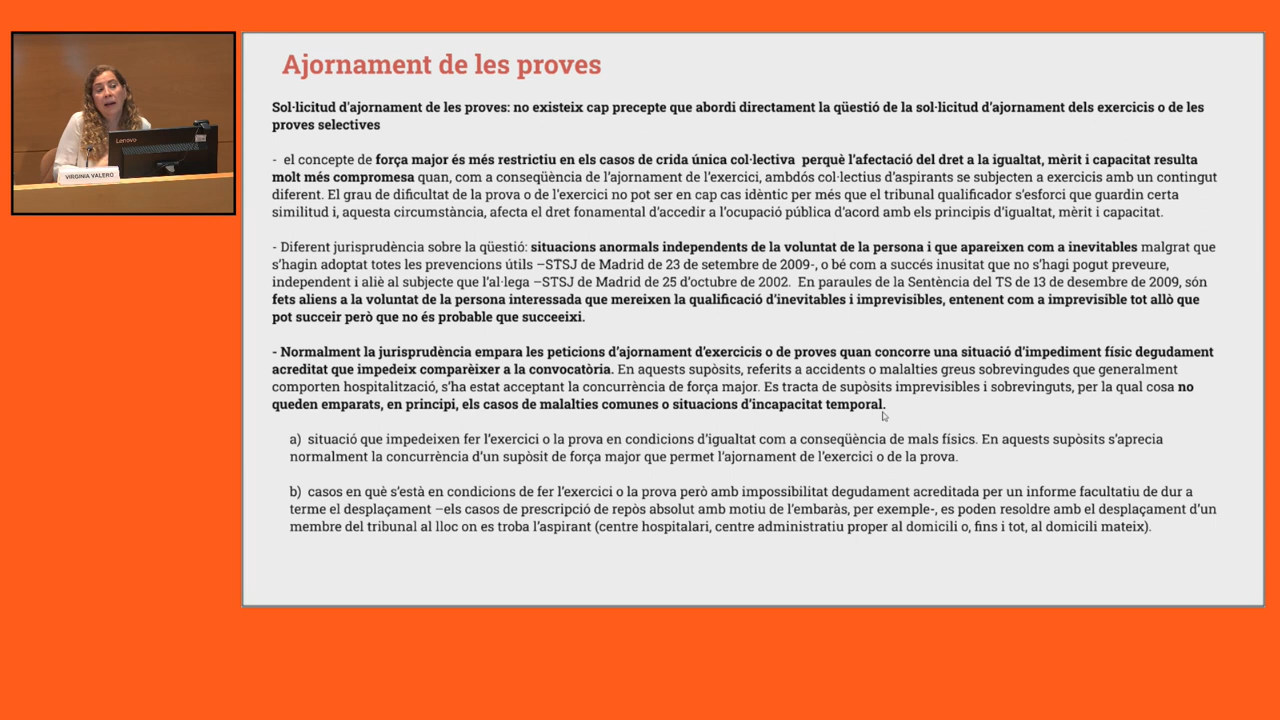 Ajornament de les proves
Sol·licitud d'ajornament de les proves: no existeix cap precepte que abordi directament la qüestió de la sol·licitud d'ajornament dels exercicis o de les
proves selectives
- el concepte de força major és més restrictiu en els casos de crida única col·lectiva perquè l'afectació del dret a la igualtat, mèrit i capacitat resulta
molt més compromesa quan, com a conseqüència de l'ajornament de l'exercici, ambdós col·lectius d'aspirants se subjecten a exercicis amb un contingut
diferent. El grau de dificultat de la prova o de l'exercici no pot ser en cap cas idèntic per més que el tribunal qualificador s'esforci que guardin certa
similitud i, aquesta circumstància, afecta el dret fonamental d'accedir a l'ocupació pública d'acord amb els principis d'igualtat, mèrit i capacitat.
- Diferent jurisprudència sobre la qüestió: situacions anormals independents de la voluntat de la persona i que apareixen com a inevitables malgrat que
s'hagin adoptat totes les prevencions útils –STSJ de Madrid de 23 de setembre de 2009-, o bé com a succés inusitat que no s'hagi pogut preveure,
independent i aliè al subjecte que l'al·lega –STSJ de Madrid de 25 d'octubre de 2002. En paraules de la Sentència del TS de 13 de desembre de 2009, són
fets aliens a la voluntat de la persona interessada que mereixen la qualificació d'inevitables i imprevisibles, entenent com a imprevisible tot allò que
pot succeir però que no és probable que succeeixi.
- Normalment la jurisprudència empara les peticions d'ajornament d'exercicis o de proves quan concorre una situació d'impediment físic degudament
acreditat que impedeix comparèixer a la convocatòria. En aquests supòsits, referits a accidents o malalties greus sobrevingudes que generalment
comporten hospitalització, s'ha estat acceptant la concurrència de força major. Es tracta de supòsits imprevisibles i sobrevinguts, per la qual cosa no
queden emparats, en principi, els casos de malalties comunes o situacions d'incapacitat temporal.
a) situació que impedeixen fer l'exercici o la prova en condicions d'igualtat com a conseqüència de mals físics. En aquests supòsits s'aprecia
normalment la concurrència d'un supòsit de força major que permet l'ajornament de l'exercici o de la prova.
b) casos en què s'està en condicions de fer l'exercici o la prova però amb impossibilitat degudament acreditada per un informe facultatiu de dur a
terme el desplaçament –els casos de prescripció de repòs absolut amb motiu de l'embaràs, per exemple-, es poden resoldre amb el desplaçament d'un
membre del tribunal al lloc on es troba l'aspirant (centre hospitalari, centre administratiu proper al domicili o, fins i tot, al domicili mateix).
Lenovo
VIRGINIA VALERO